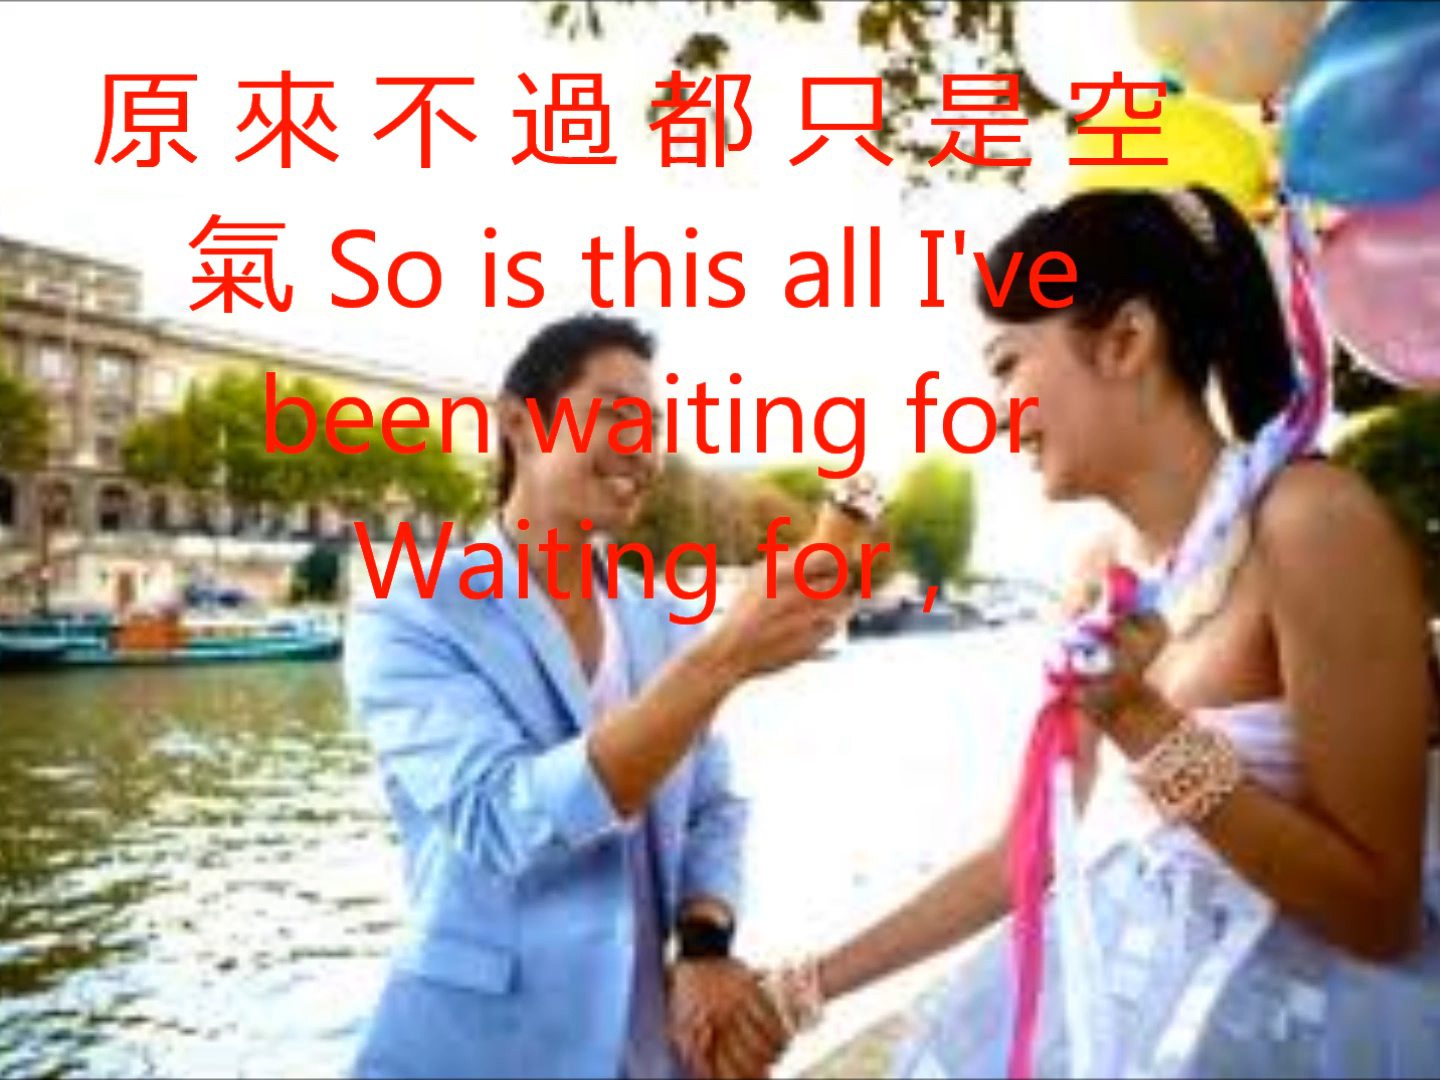 原 來 不 過 都 只 是 空
氣 So is this all I've
been waiting for
Waiting for ,